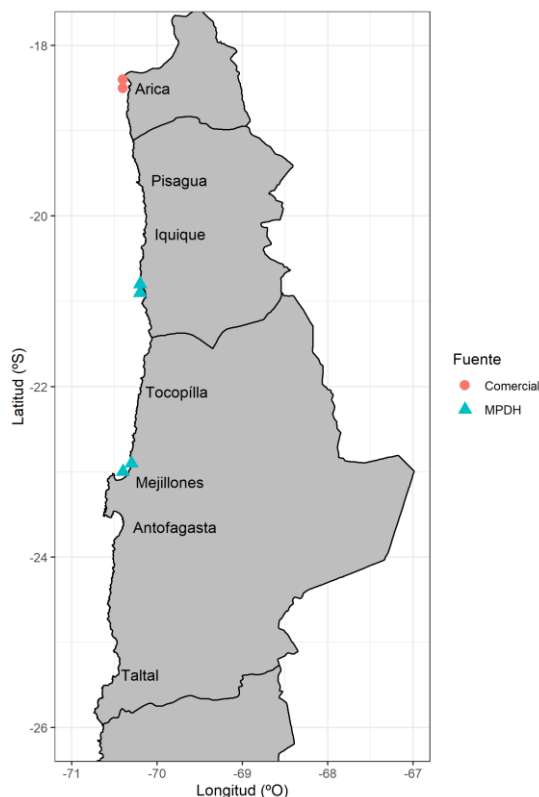 -18
Arica
Pisagua
-20
Iquique
Latitud (ºS)
-22
Tocopílla
Fuente
Comercial
MPDH
Mejillones
Antofagasta
-24
Taltal
-26
-71
-70
-69
-68
-67
Longitud (ºO)